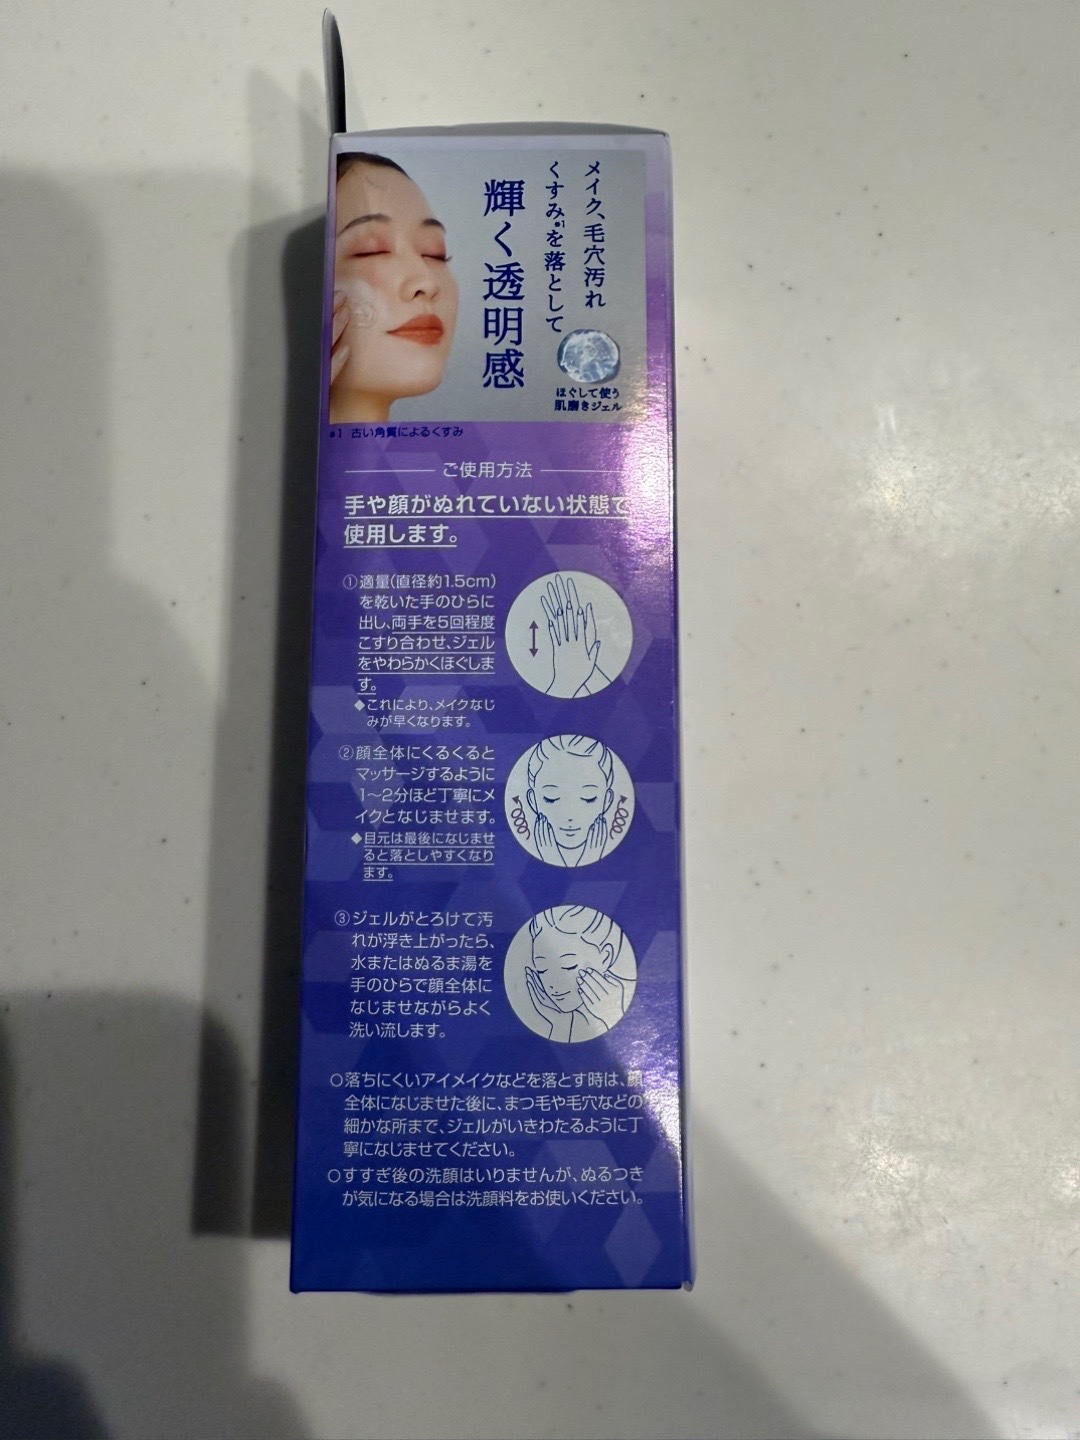 メイク、毛穴汚れ
くすみ*1を落として
輝く透明感
ほぐして使う
肌磨きジェル
*1 古い角質によるくすみ
ご使用方法
手や顔がぬれていない状態で
使用します。
①適量(直径約1.5cm)
を乾いた手のひらに
出し、両手を5回程度
こすり合わせ、ジェル
をやわらかくほぐしま
す。
◆これにより、メイクなじ
みが早くなります。
②顔全体にくるくると
マッサージするように
1〜2分ほど丁寧にメ
イクとなじませます。
◆目元は最後になじませ
ると落としやすくなり
ます。
③ジェルがとろけて汚
れが浮き上がったら、
水またはぬるま湯を
手のひらで顔全体に
なじませながらよく
洗い流します。
○落ちにくいアイメイクなどを落とす時は、顔
全体になじませた後に、まつ毛や毛穴などの
細かな所まで、ジェルがいきわたるように丁
寧になじませてください。
○すすぎ後の洗顔はいりませんが、ぬるつき
が気になる場合は洗顔料をお使いください。